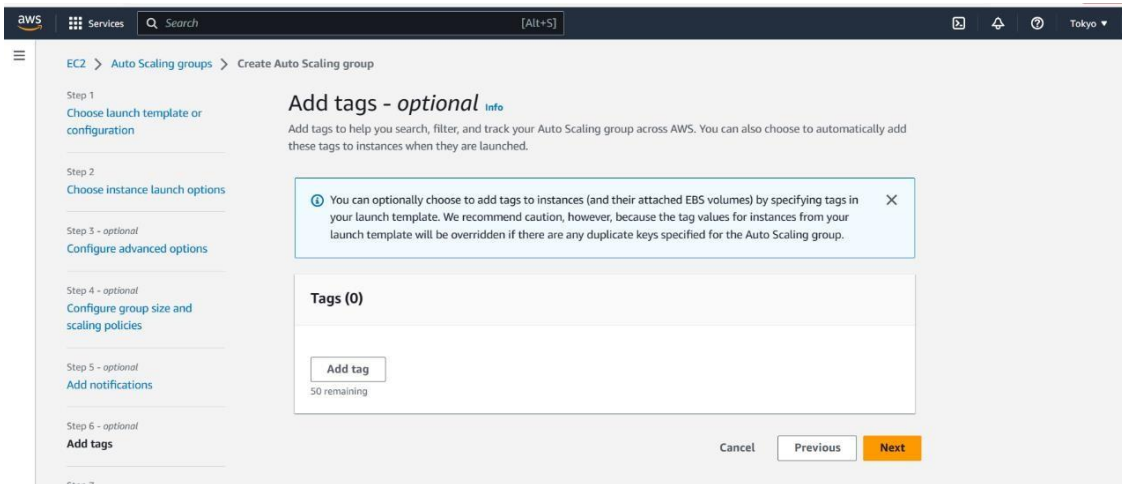 aws
Services
Search
[Alt+S]
Tokyo ▼
EC2 > Auto Scaling groups > Create Auto Scaling group
Step 1
Choose launch template or
configuration
Step 2
Choose instance launch options
Step 3 - optional
Configure advanced options
Step 4 - optional
Configure group size and
scaling policies
Step 5 - optional
Add notifications
Step 6 - optional
Add tags
Add tags - optional Info
Add tags to help you search, filter, and track your Auto Scaling group across AWS. You can also choose to automatically add
these tags to instances when they are launched.
You can optionally choose to add tags to instances (and their attached EBS volumes) by specifying tags in
your launch template. We recommend caution, however, because the tag values for instances from your
launch template will be overridden if there are any duplicate keys specified for the Auto Scaling group.
Tags (0)
Add tag
50 remaining
Cancel
Previous
Next